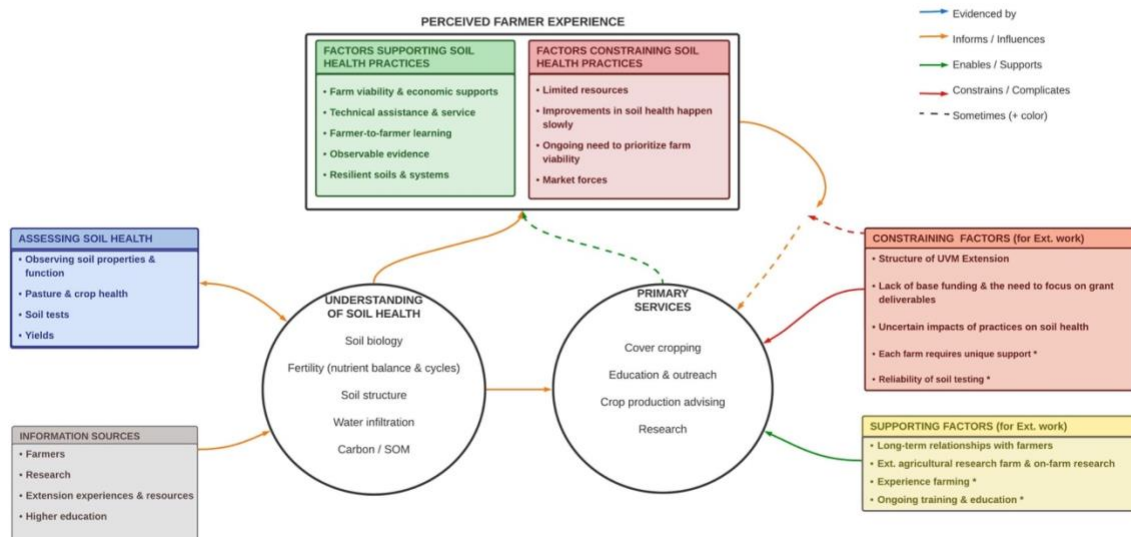 PERCEIVED FARMER EXPERIENCE
FACTORS SUPPORTING SOIL
HEALTH PRACTICES
• Farm viability & economic supports
• Technical assistance & service
• Farmer-to-farmer learning
• Observable evidence
• Resilient soils & systems
FACTORS CONSTRAINING SOIL
HEALTH PRACTICES
• Limited resources
• Improvements in soil health happen
slowly
• Ongoing need to prioritize farm
viability
• Market forces
Evidenced by
Informs / Influences
Enables / Supports
Constrains / Complicates
Sometimes (+ color)
ASSESSING SOIL HEALTH
• Observing soil properties &
function
• Pasture & crop health
• Soil tests
• Yields
INFORMATION SOURCES
• Farmers
• Research
• Extension experiences & resources
• Higher education
UNDERSTANDING
OF SOIL HEALTH
Soil biology
Fertility (nutrient balance & cycles)
Soil structure
Water infiltration
Carbon / SOM
PRIMARY
SERVICES
Cover cropping
Education & outreach
Crop production advising
Research
CONSTRAINING FACTORS (for Ext. work)
• Structure of UVM Extension
• Lack of base funding & the need to focus on grant
deliverables
• Uncertain impacts of practices on soil health
• Each farm requires unique support *
• Reliability of soil testing *
SUPPORTING FACTORS (for Ext. work)
• Long-term relationships with farmers
• Ext. agricultural research farm & on-farm research
• Experience farming *
• Ongoing training & education *